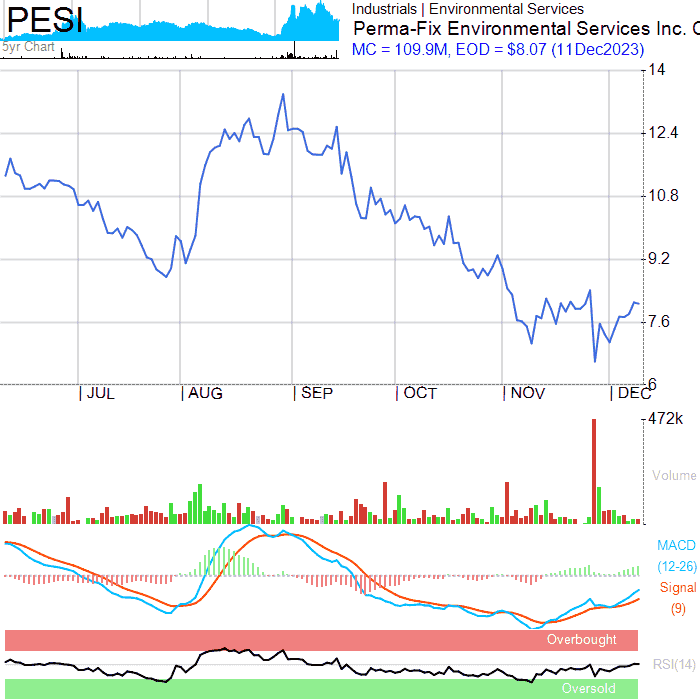 PESI
5yr Chart
Industrials | Environmental Services
Perma-Fix Environmental Services Inc. C
MC = 109.9M, EOD = $8.07 (11Dec2023)
14
12.4
10.8
9.2
7.6
6
JUL AUG SEP OCT NOV DEC
472k
Volume
MACD
(12-26)
Signal
(9)
Overbought
RSI(14)
Oversold